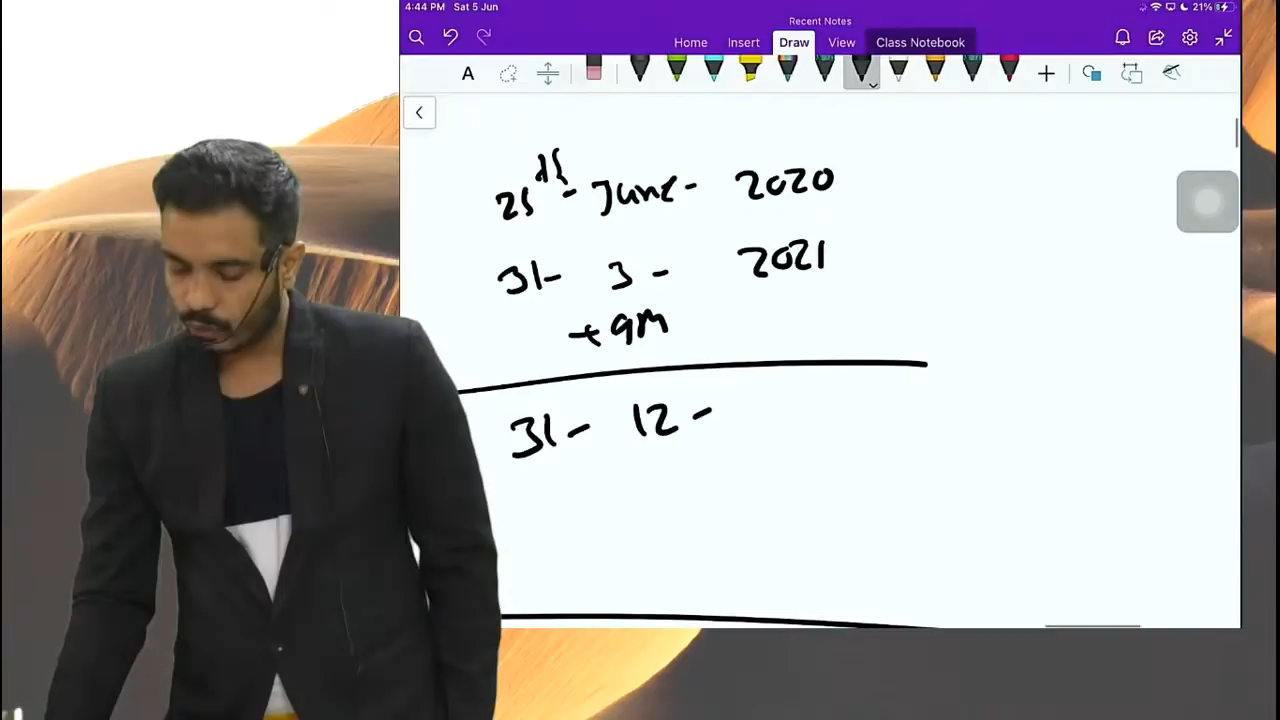 4:44 PM Sat 5 Jun
21%
Recent Notes
Home Insert Draw View Class Notebook
A
25th - June - 2020
31- 3 - 2021
+9M
31- 12 -